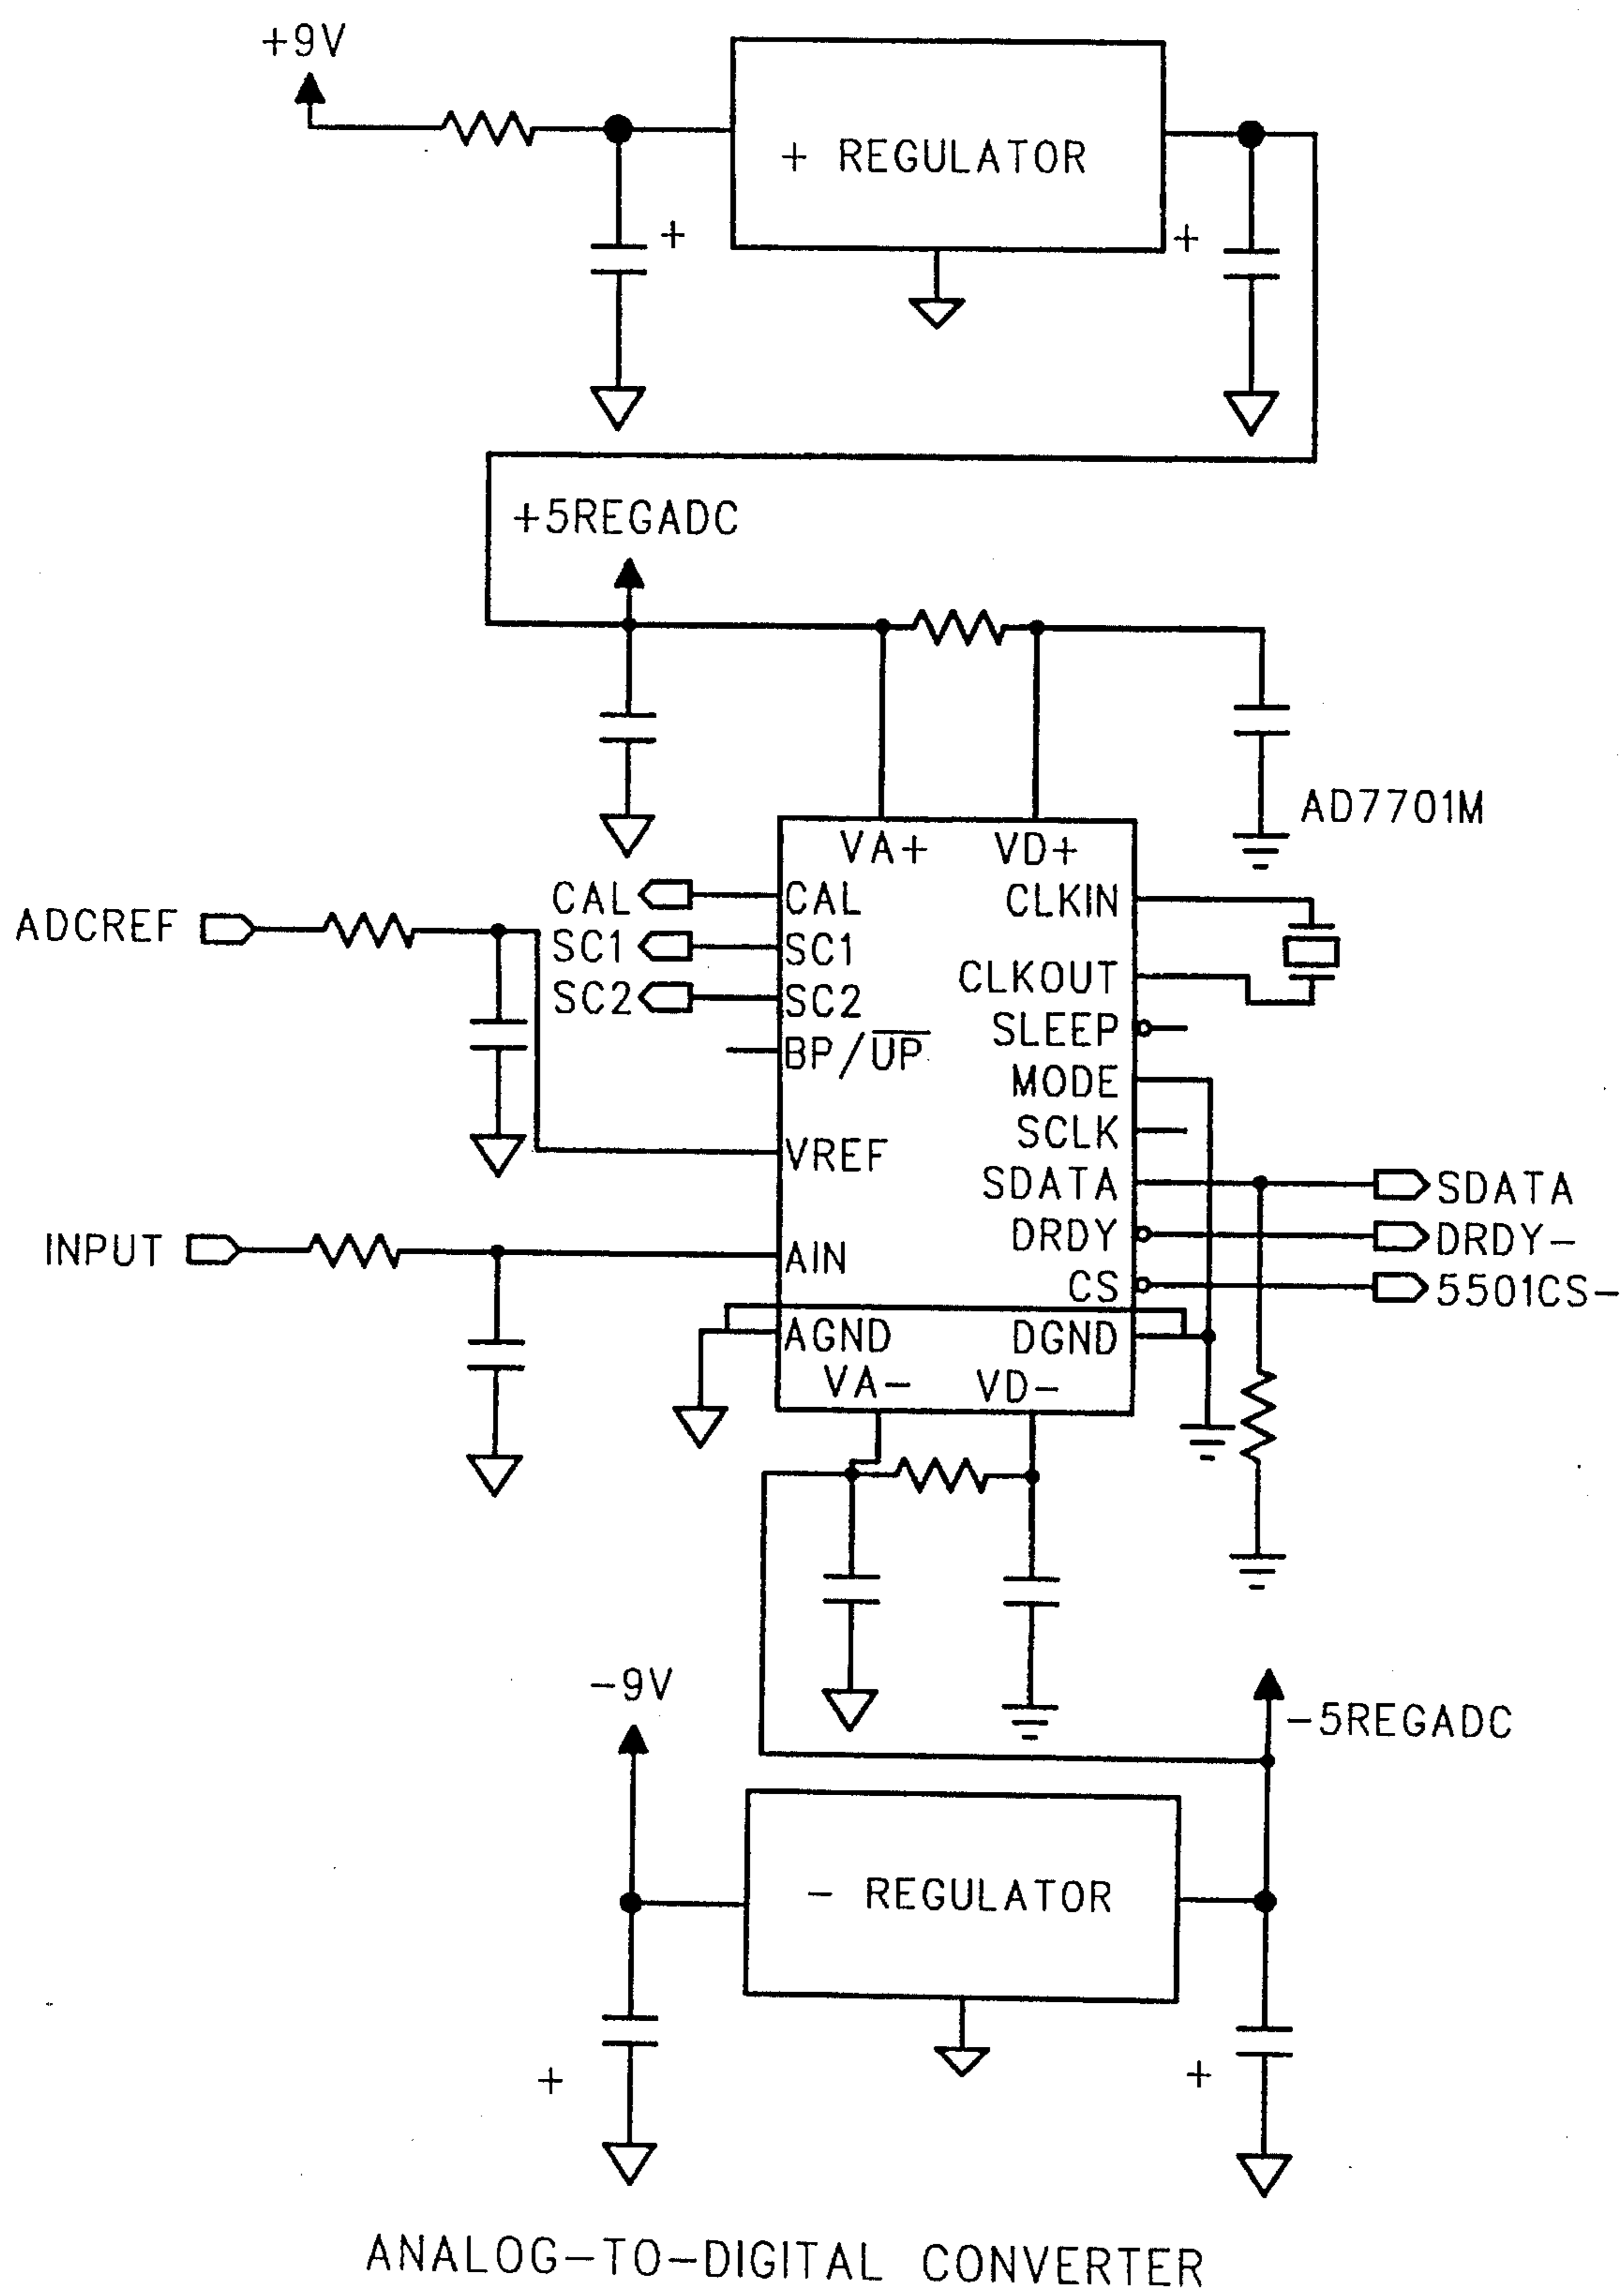 +9V
+ REGULATOR
+
+
+5REGADC
AD7701M
VA+ VD+
CAL CAL CLKIN
ADCREF
SC1 SC1
CLKOUT
SC2 SC2
SLEEP
BP/U̅P̅
MODE
SCLK
VREF
SDATA SDATA
DRDY DRDY-
INPUT AIN
CS 5501CS-
AGND DGND
VA- VD-
-9V
-5REGADC
- REGULATOR
+
+
ANALOG-TO-DIGITAL CONVERTER